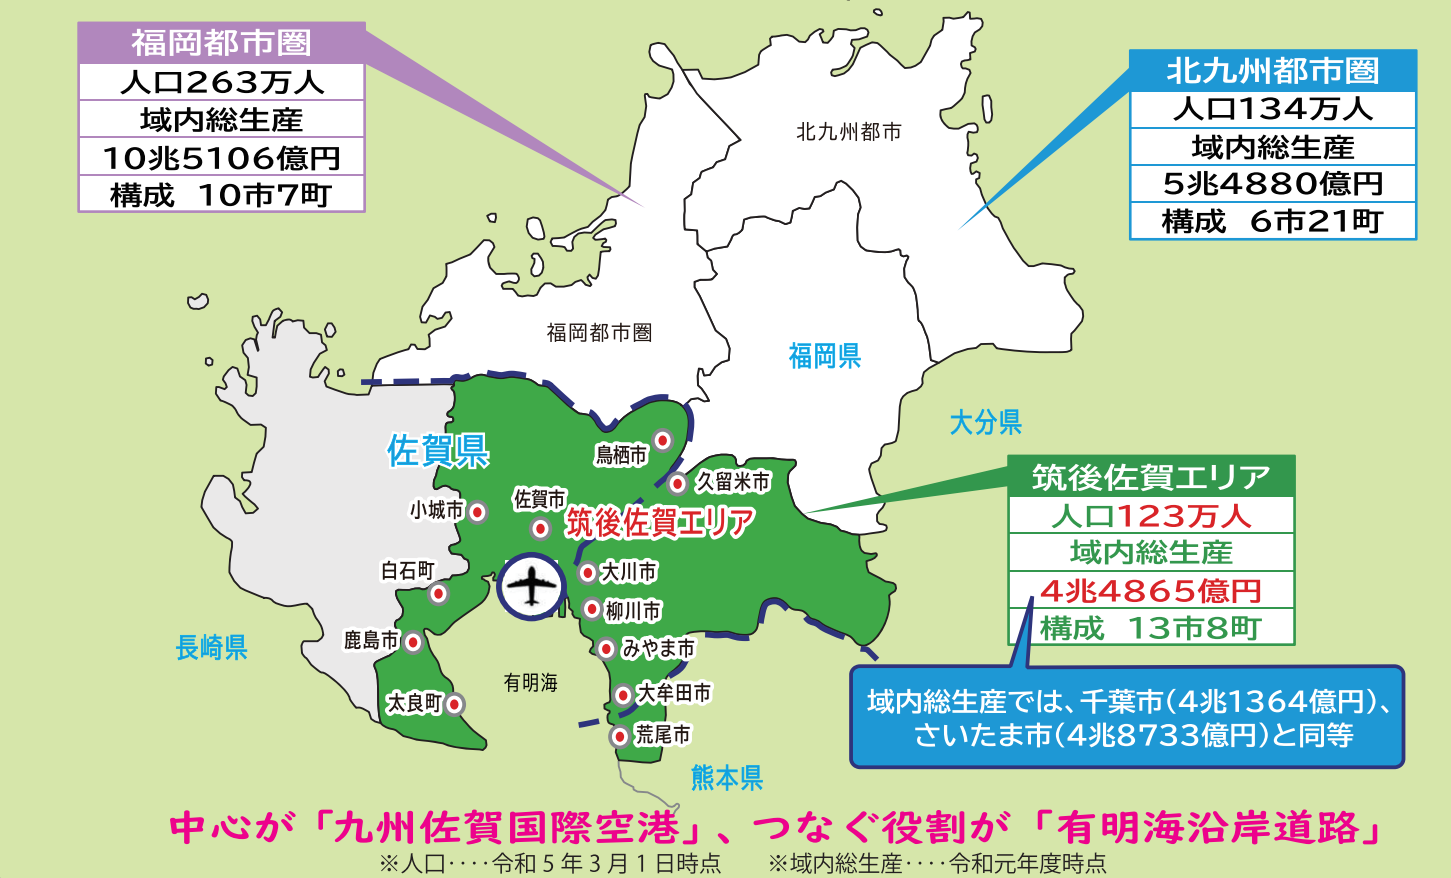 福岡都市圏
人口263万人
域内総生産
10兆5106億円
構成 10市7町
北九州都市圏
人口134万人
域内総生産
5兆4880億円
構成 6市21町
北九州都市
福岡都市圏
福岡県
大分県
佐賀県
鳥栖市
久留米市
小城市
佐賀市
筑後佐賀エリア
白石町
大川市
柳川市
鹿島市
みやま市
長崎県
有明海
太良町
大牟田市
荒尾市
熊本県
筑後佐賀エリア
人口123万人
域内総生産
4兆4865億円
構成 13市8町
域内総生産では、千葉市(4兆1364億円)、
さいたま市(4兆8733億円)と同等
中心が「九州佐賀国際空港」、つなぐ役割が「有明海沿岸道路」
※人口‥‥令和5年3月1日時点 ※域内総生産‥‥令和元年度時点